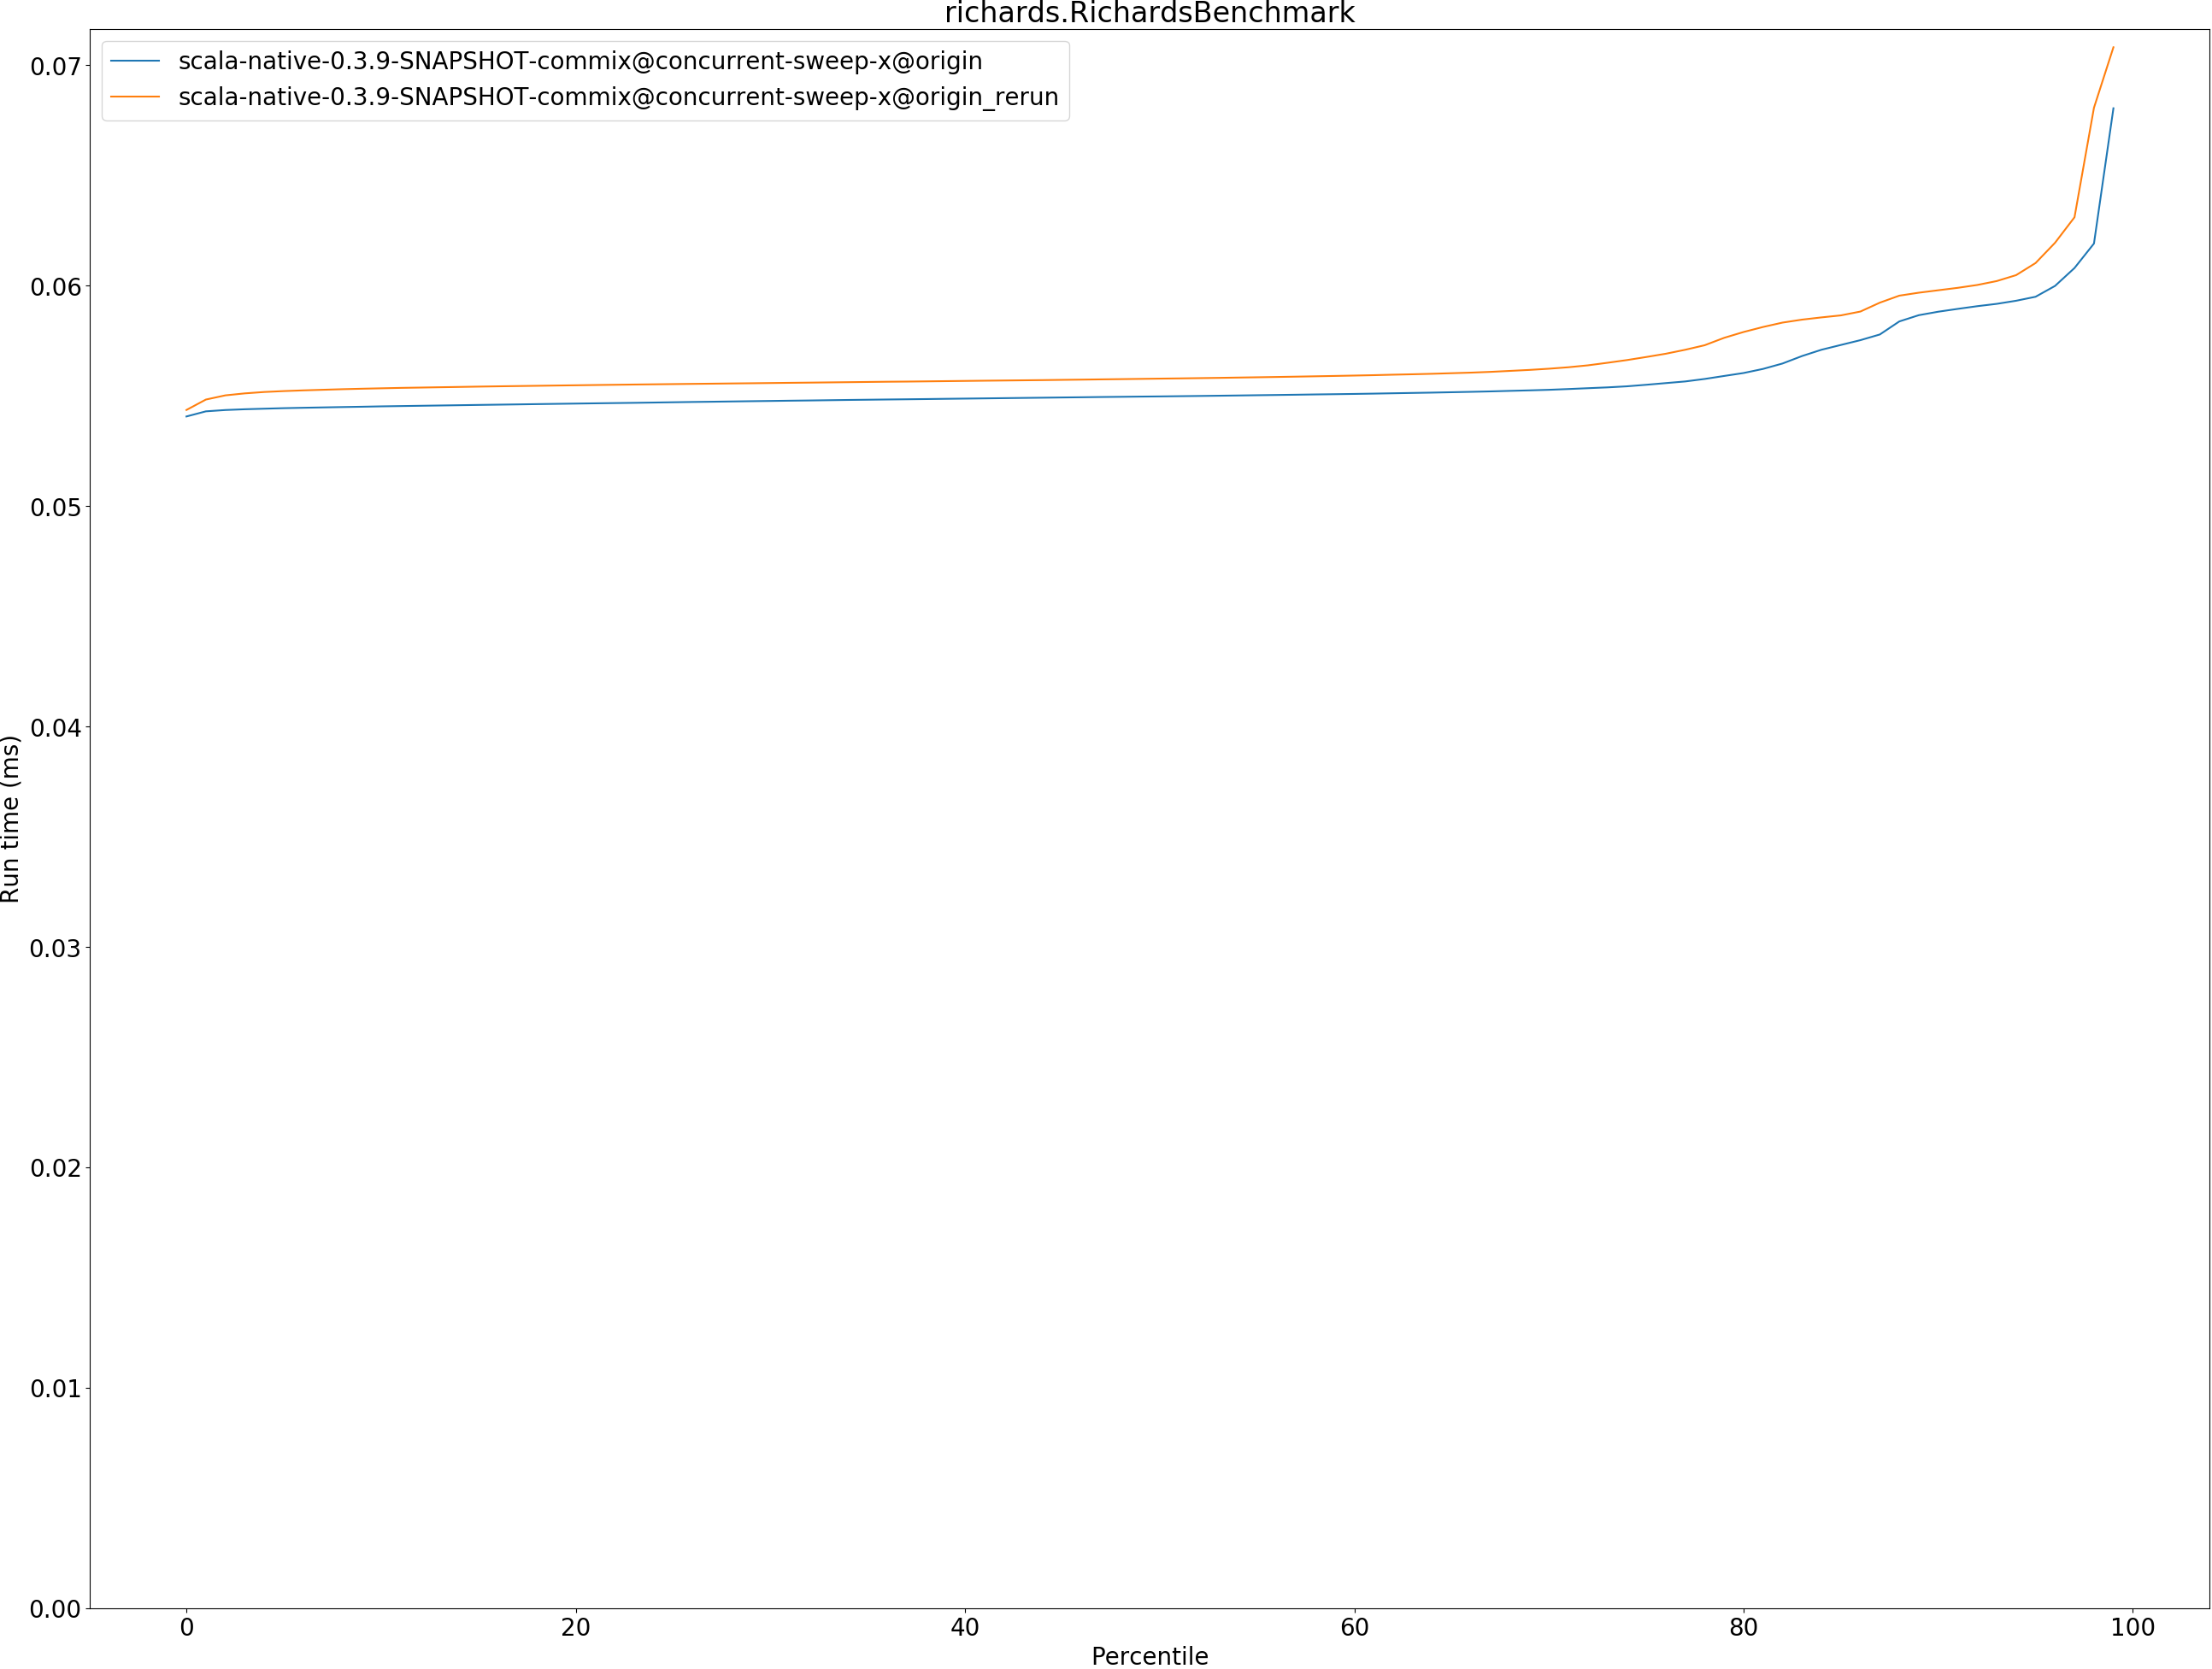 richards.RichardsBenchmark
scala-native-0.3.9-SNAPSHOT-commix@concurrent-sweep-x@origin
scala-native-0.3.9-SNAPSHOT-commix@concurrent-sweep-x@origin_rerun
0.07
0.06
0.05
0.04
0.03
0.02
0.01
0.00
Run time (ms)
0 20 40 60 80 100
Percentile